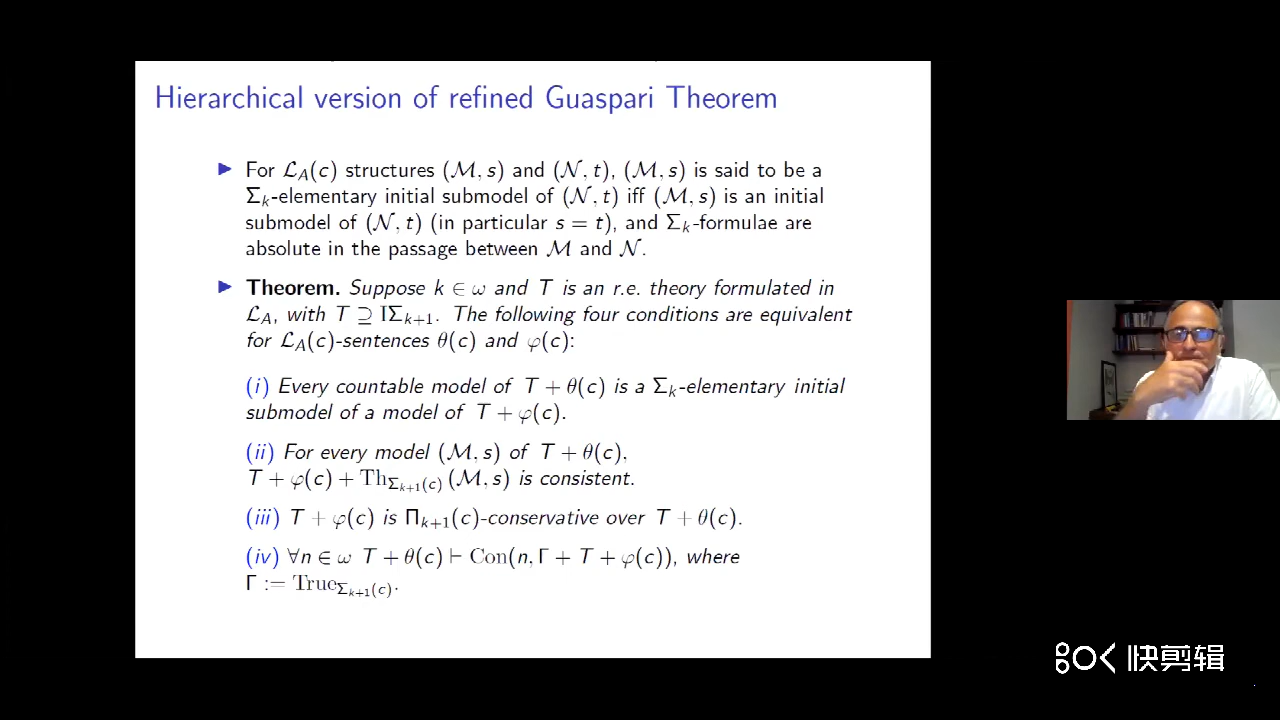 Hierarchical version of refined Guaspari Theorem
▶ For ℒ_A(c) structures (ℳ, s) and (𝒩, t), (ℳ, s) is said to be a
Σ_k-elementary initial submodel of (𝒩, t) iff (ℳ, s) is an initial
submodel of (𝒩, t) (in particular s = t), and Σ_k-formulae are
absolute in the passage between ℳ and 𝒩.
▶ Theorem. Suppose k ∈ ω and T is an r.e. theory formulated in
ℒ_A, with T ⊇ IΣ_{k+1}. The following four conditions are equivalent
for ℒ_A(c)-sentences θ(c) and φ(c):
(i) Every countable model of T + θ(c) is a Σ_k-elementary initial
submodel of a model of T + φ(c).
(ii) For every model (ℳ, s) of T + θ(c),
T + φ(c) + Th_{Σ_{k+1}(c)} (ℳ, s) is consistent.
(iii) T + φ(c) is Π_{k+1}(c)-conservative over T + θ(c).
(iv) ∀n ∈ ω T + θ(c) ⊢ Con(n, Γ + T + φ(c)), where
Γ := True_{Σ_{k+1}(c)}.
快剪辑